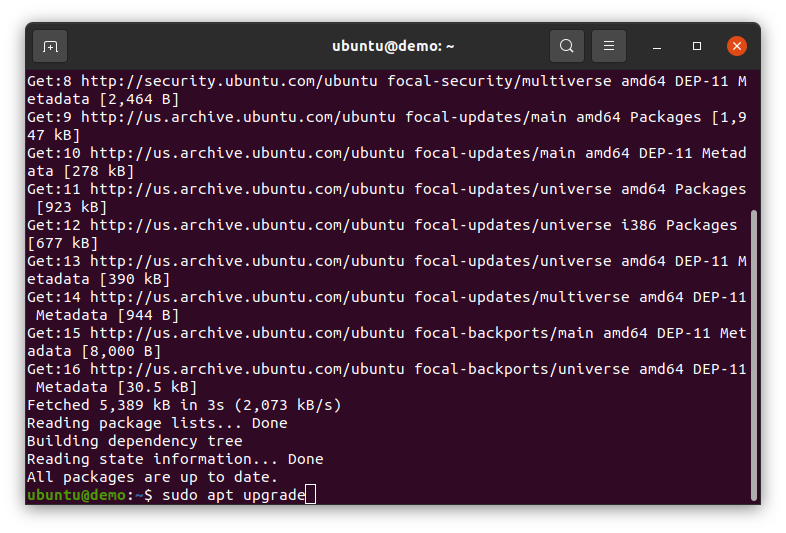 ubuntu@demo: ~
Get:8 http://security.ubuntu.com/ubuntu focal-security/multiverse amd64 DEP-11 M
etadata [2,464 B]
Get:9 http://us.archive.ubuntu.com/ubuntu focal-updates/main amd64 Packages [1,9
47 kB]
Get:10 http://us.archive.ubuntu.com/ubuntu focal-updates/main amd64 DEP-11 Metad
ata [278 kB]
Get:11 http://us.archive.ubuntu.com/ubuntu focal-updates/universe amd64 Packages
 [923 kB]
Get:12 http://us.archive.ubuntu.com/ubuntu focal-updates/universe i386 Packages
[677 kB]
Get:13 http://us.archive.ubuntu.com/ubuntu focal-updates/universe amd64 DEP-11 M
etadata [390 kB]
Get:14 http://us.archive.ubuntu.com/ubuntu focal-updates/multiverse amd64 DEP-11
 Metadata [944 B]
Get:15 http://us.archive.ubuntu.com/ubuntu focal-backports/main amd64 DEP-11 Met
adata [8,000 B]
Get:16 http://us.archive.ubuntu.com/ubuntu focal-backports/universe amd64 DEP-11
 Metadata [30.5 kB]
Fetched 5,389 kB in 3s (2,073 kB/s)
Reading package lists... Done
Building dependency tree
Reading state information... Done
All packages are up to date.
ubuntu@demo:~$ sudo apt upgrade